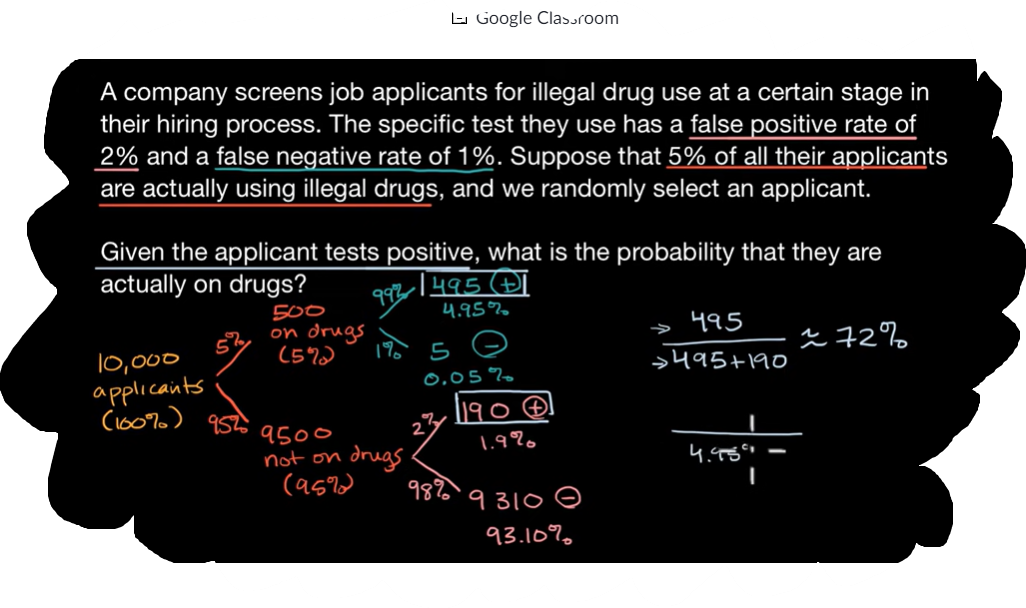 Google Classroom
A company screens job applicants for illegal drug use at a certain stage in
their hiring process. The specific test they use has a false positive rate of
2% and a false negative rate of 1%. Suppose that 5% of all their applicants
are actually using illegal drugs, and we randomly select an applicant.
Given the applicant tests positive, what is the probability that they are
actually on drugs?
99% 495 +
4.95%
500
on drugs
(5%)
5%
1% 5 −
0.05%
10,000
applicants
(100%)
95%
9500
not on drugs
(95%)
2% 190 +
1.9%
98% 9310 −
93.10%
→ 495
→ 495+190
≈ 72%
4.95%